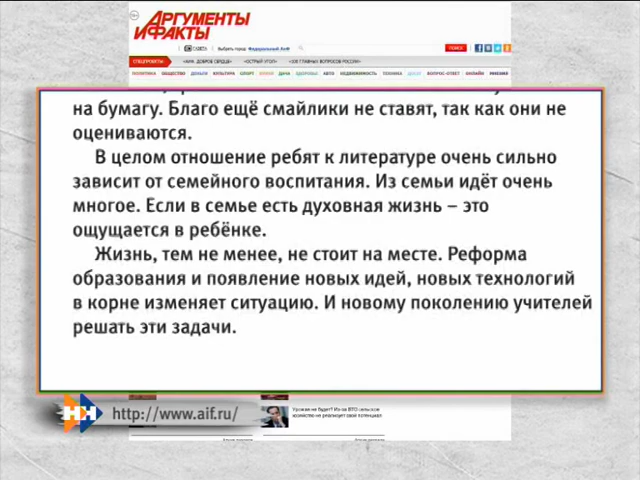 АРГУМЕНТЫ
И ФАКТЫ
на бумагу. Благо ещё смайлики не ставят, так как они не
оцениваются.
В целом отношение ребят к литературе очень сильно
зависит от семейного воспитания. Из семьи идёт очень
многое. Если в семье есть духовная жизнь – это
ощущается в ребёнке.
Жизнь, тем не менее, не стоит на месте. Реформа
образования и появление новых идей, новых технологий
в корне изменяет ситуацию. И новому поколению учителей
решать эти задачи.
НН
http://www.aif.ru/